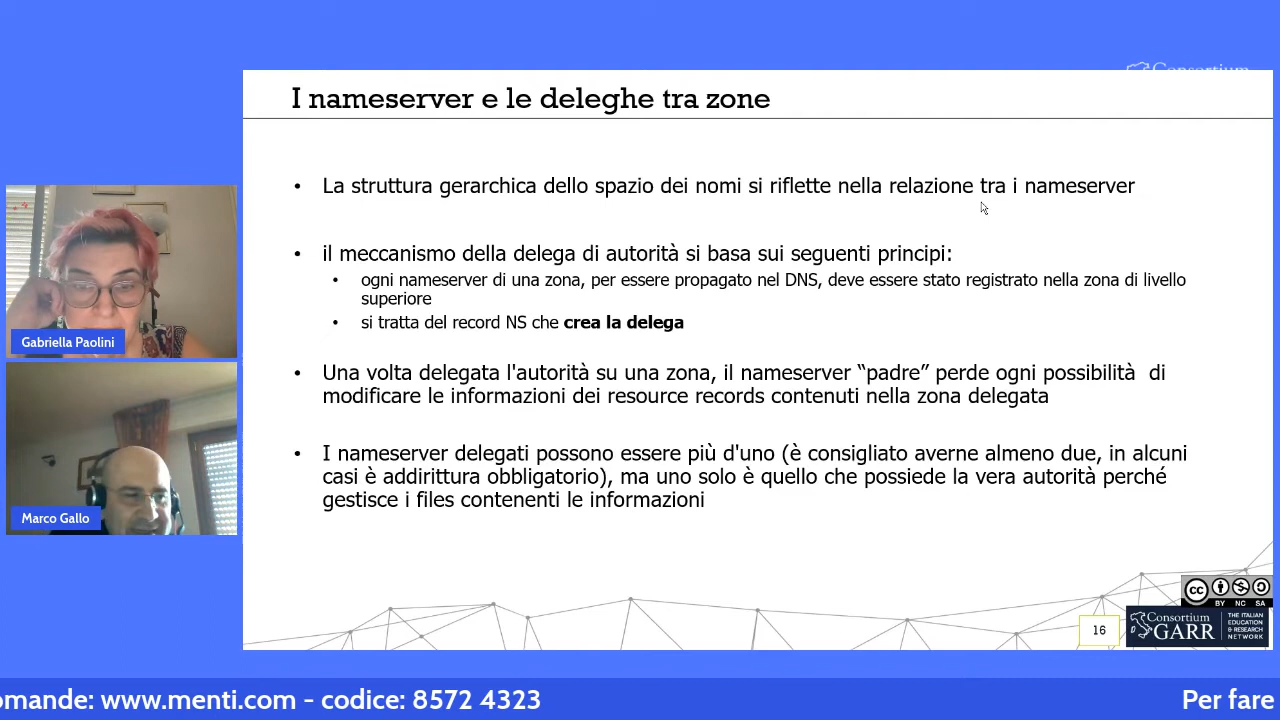 Consortium
I nameserver e le deleghe tra zone
• La struttura gerarchica dello spazio dei nomi si riflette nella relazione tra i nameserver
• il meccanismo della delega di autorità si basa sui seguenti principi:
• ogni nameserver di una zona, per essere propagato nel DNS, deve essere stato registrato nella zona di livello
superiore
• si tratta del record NS che crea la delega
• Una volta delegata l'autorità su una zona, il nameserver “padre” perde ogni possibilità di
modificare le informazioni dei resource records contenuti nella zona delegata
• I nameserver delegati possono essere più d'uno (è consigliato averne almeno due, in alcuni
casi è addirittura obbligatorio), ma uno solo è quello che possiede la vera autorità perché
gestisce i files contenenti le informazioni
Gabriella Paolini
Marco Gallo
cc
BY NC SA
16
Consortium
GARR
THE ITALIAN
EDUCATION
& RESEARCH
NETWORK
omande: www.menti.com - codice: 8572 4323
Per fare